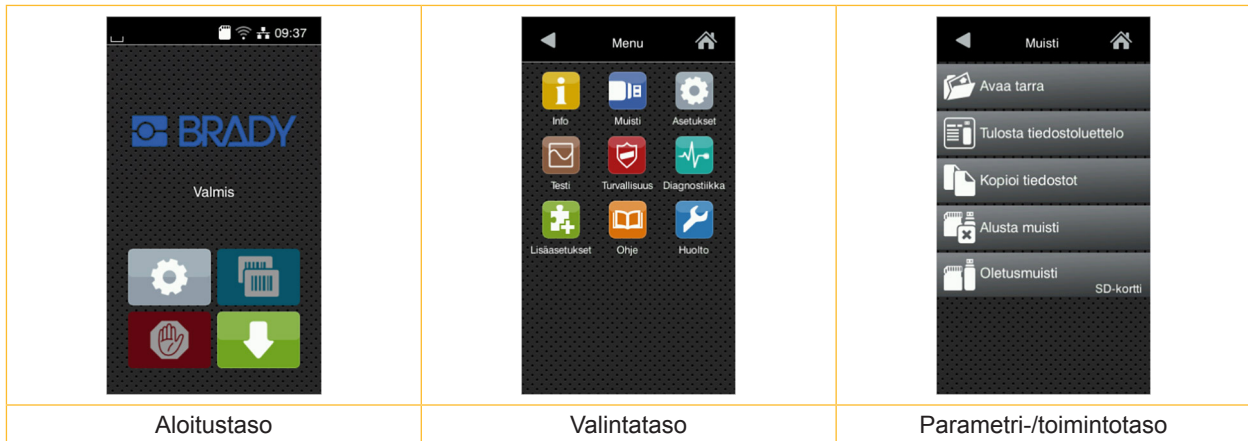 09:37
BRADY
Valmis
Aloitustaso
Menu
Info Muisti Asetukset
Testi Turvallisuus Diagnostiikka
Lisäasetukset Ohje Huolto
Valintataso
Muisti
Avaa tarra
Tulosta tiedostoluettelo
Kopioi tiedostot
Alusta muisti
Oletusmuisti
SD-kortti
Parametri-/toimintotaso